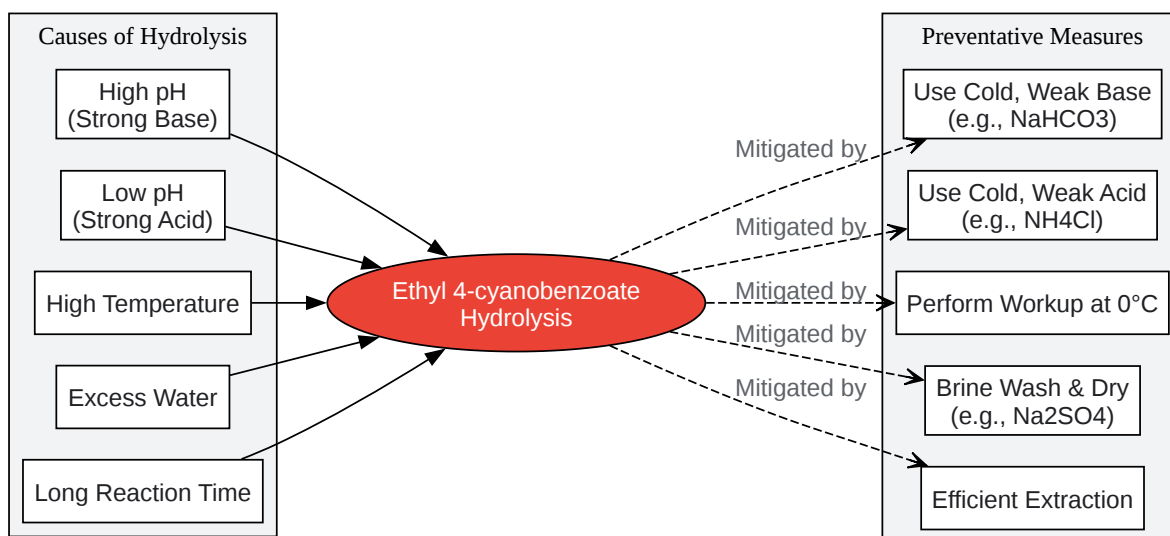 Causes of Hydrolysis
High pH
(Strong Base)
Low pH
(Strong Acid)
High Temperature
Excess Water
Long Reaction Time
Ethyl 4-cyanobenzoate
Hydrolysis
Mitigated by
Mitigated by
Mitigated by
Mitigated by
Mitigated by
Preventative Measures
Use Cold, Weak Base
(e.g., NaHCO3)
Use Cold, Weak Acid
(e.g., NH4Cl)
Perform Workup at 0°C
Brine Wash & Dry
(e.g., Na2SO4)
Efficient Extraction